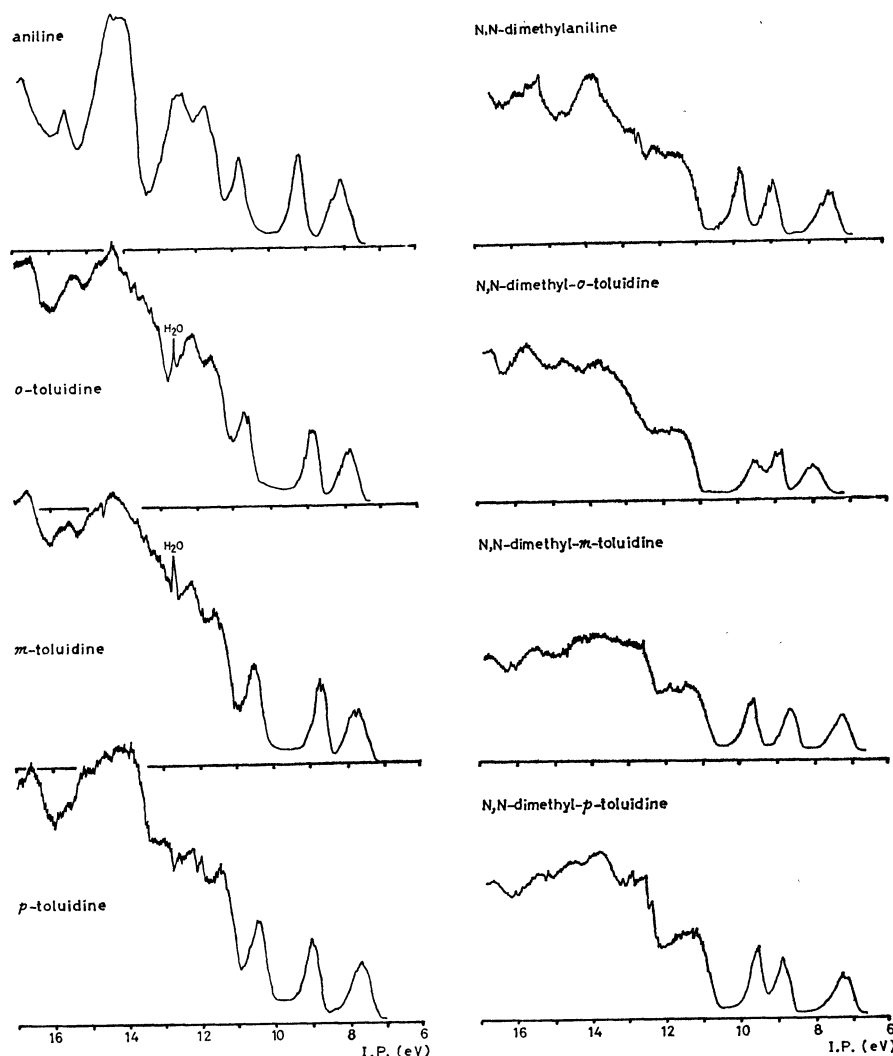 aniline
H₂O
o-toluidine
H₂O
m-toluidine
p-toluidine
16 14 12 10 8 6
I.P. (eV)
N,N-dimethylaniline
N,N-dimethyl-o-toluidine
N,N-dimethyl-m-toluidine
N,N-dimethyl-p-toluidine
16 14 12 10 8 6
I.P. (eV)